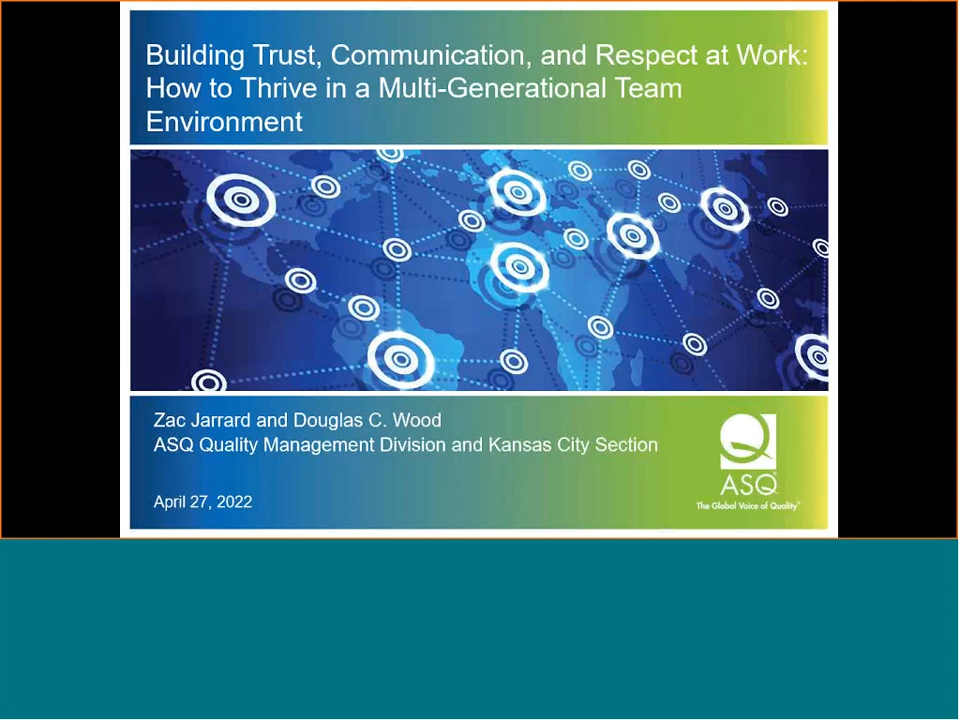 Building Trust, Communication, and Respect at Work:
How to Thrive in a Multi-Generational Team
Environment
Zac Jarrard and Douglas C. Wood
ASQ Quality Management Division and Kansas City Section
April 27, 2022
ASQ
The Global Voice of Quality®